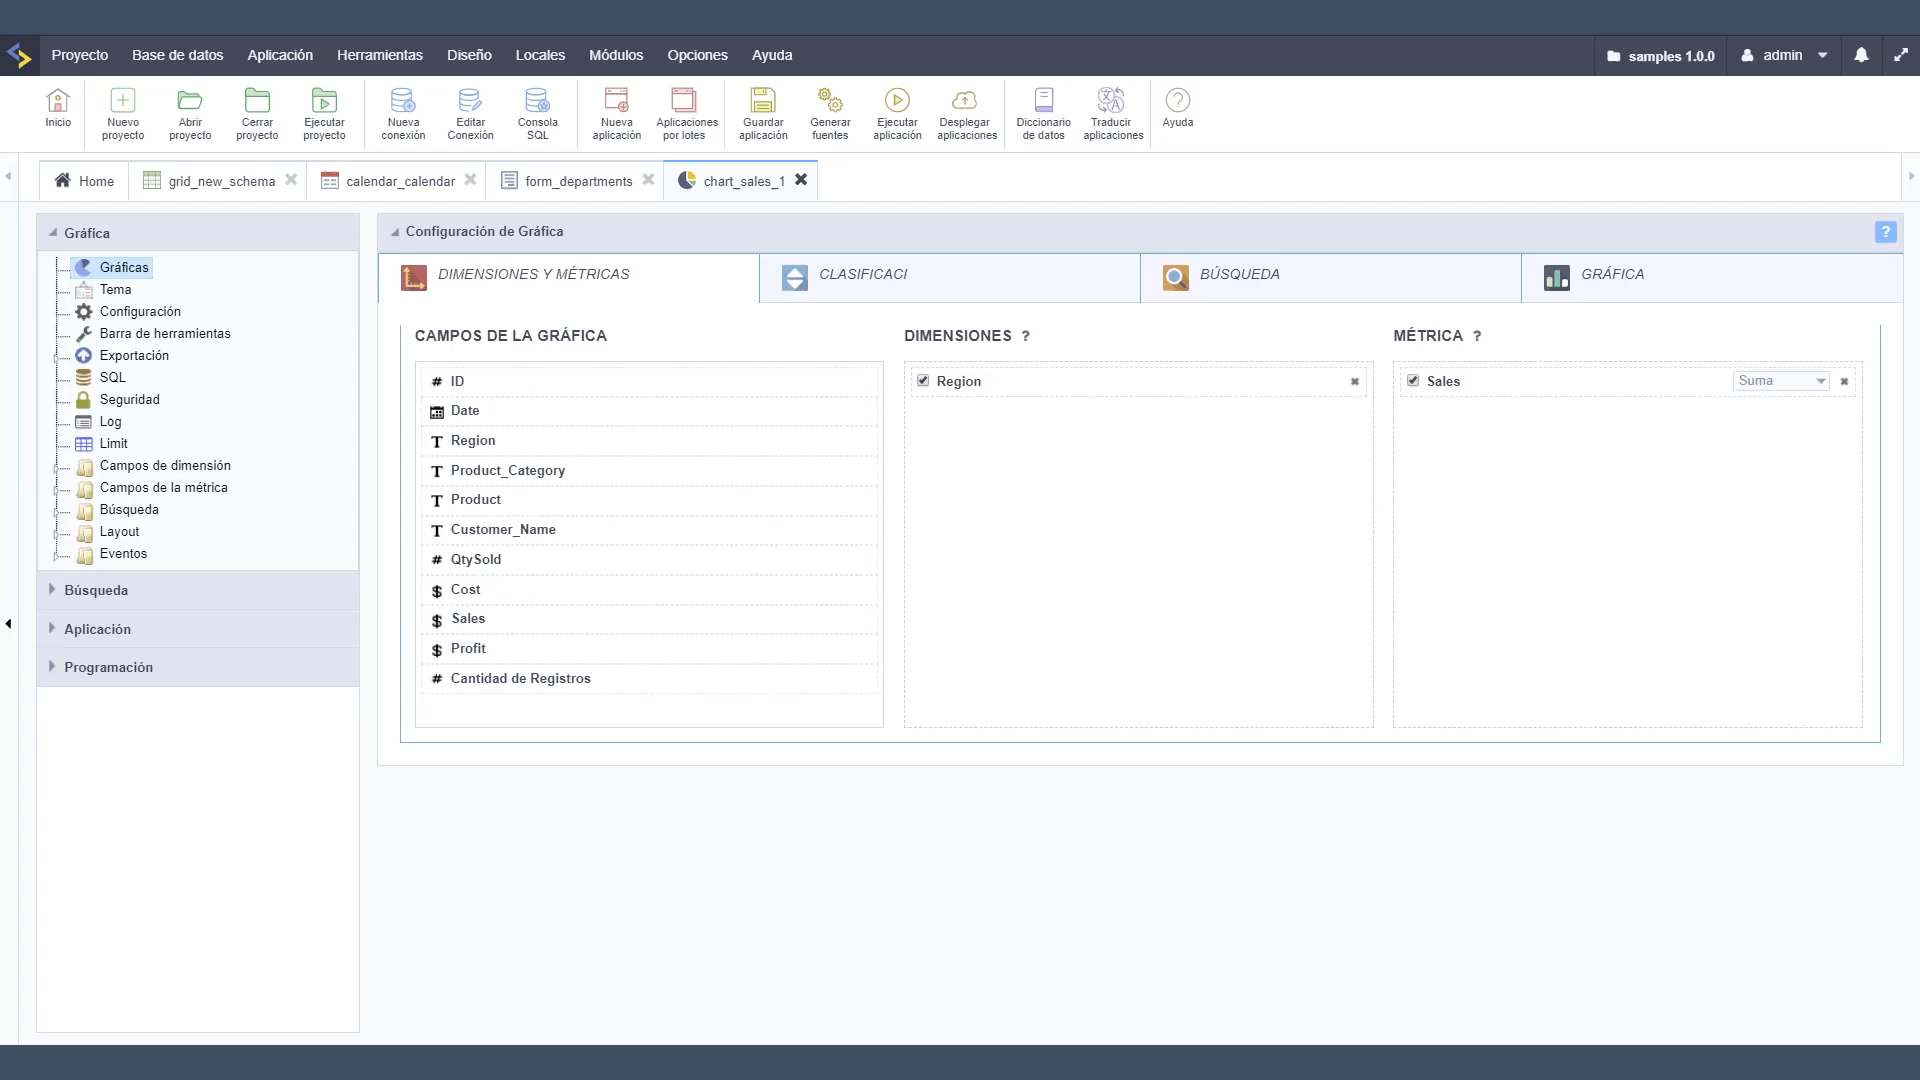 Proyecto Base de datos Aplicación Herramientas Diseño Locales Módulos Opciones Ayuda samples 1.0.0 admin
Inicio
Nuevo proyecto
Abrir proyecto
Cerrar proyecto
Ejecutar proyecto
Nueva conexión
Editar Conexión
Consola SQL
Nueva aplicación
Aplicaciones por lotes
Guardar aplicación
Generar fuentes
Ejecutar aplicación
Desplegar aplicaciones
Diccionario de datos
Traducir aplicaciones
Ayuda
Home grid_new_schema calendar_calendar form_departments chart_sales_1
Gráfica
Gráficas
Tema
Configuración
Barra de herramientas
Exportación
SQL
Seguridad
Log
Limit
Campos de dimensión
Campos de la métrica
Búsqueda
Layout
Eventos
Búsqueda
Aplicación
Programación
Configuración de Gráfica ?
DIMENSIONES Y MÉTRICAS CLASIFICACI BÚSQUEDA GRÁFICA
CAMPOS DE LA GRÁFICA
# ID
Date
T Region
T Product_Category
T Product
T Customer_Name
# QtySold
$ Cost
$ Sales
$ Profit
# Cantidad de Registros
DIMENSIONES ?
Region
MÉTRICA ?
Sales Suma